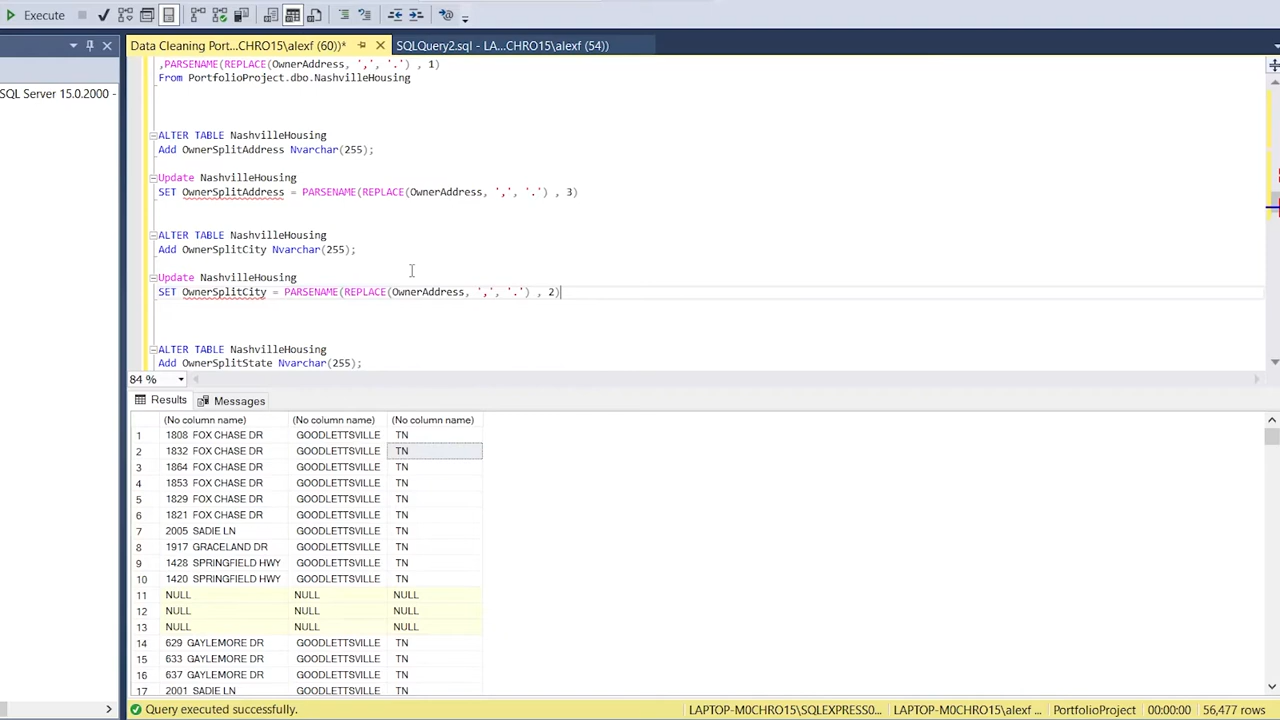 Execute
Data Cleaning Port...CHRO15\alexf (60))*
SQLQuery2.sql - LA...CHRO15\alexf (54))
SQL Server 15.0.2000 -
,PARSENAME(REPLACE(OwnerAddress, ',', '.') , 1)
From PortfolioProject.dbo.NashvilleHousing
ALTER TABLE NashvilleHousing
Add OwnerSplitAddress Nvarchar(255);
Update NashvilleHousing
SET OwnerSplitAddress = PARSENAME(REPLACE(OwnerAddress, ',', '.') , 3)
ALTER TABLE NashvilleHousing
Add OwnerSplitCity Nvarchar(255);
Update NashvilleHousing
SET OwnerSplitCity = PARSENAME(REPLACE(OwnerAddress, ',', '.') , 2)
ALTER TABLE NashvilleHousing
Add OwnerSplitState Nvarchar(255);
84 %
Results Messages
(No column name) (No column name) (No column name)
1 1808 FOX CHASE DR GOODLETTSVILLE TN
2 1832 FOX CHASE DR GOODLETTSVILLE TN
3 1864 FOX CHASE DR GOODLETTSVILLE TN
4 1853 FOX CHASE DR GOODLETTSVILLE TN
5 1829 FOX CHASE DR GOODLETTSVILLE TN
6 1821 FOX CHASE DR GOODLETTSVILLE TN
7 2005 SADIE LN GOODLETTSVILLE TN
8 1917 GRACELAND DR GOODLETTSVILLE TN
9 1428 SPRINGFIELD HWY GOODLETTSVILLE TN
10 1420 SPRINGFIELD HWY GOODLETTSVILLE TN
11 NULL NULL NULL
12 NULL NULL NULL
13 NULL NULL NULL
14 629 GAYLEMORE DR GOODLETTSVILLE TN
15 633 GAYLEMORE DR GOODLETTSVILLE TN
16 637 GAYLEMORE DR GOODLETTSVILLE TN
17 2001 SADIE LN GOODLETTSVILLE TN
Query executed successfully. LAPTOP-M0CHRO15\SQLEXPRESS0... LAPTOP-M0CHRO15\alexf ... PortfolioProject 00:00:00 56,477 rows